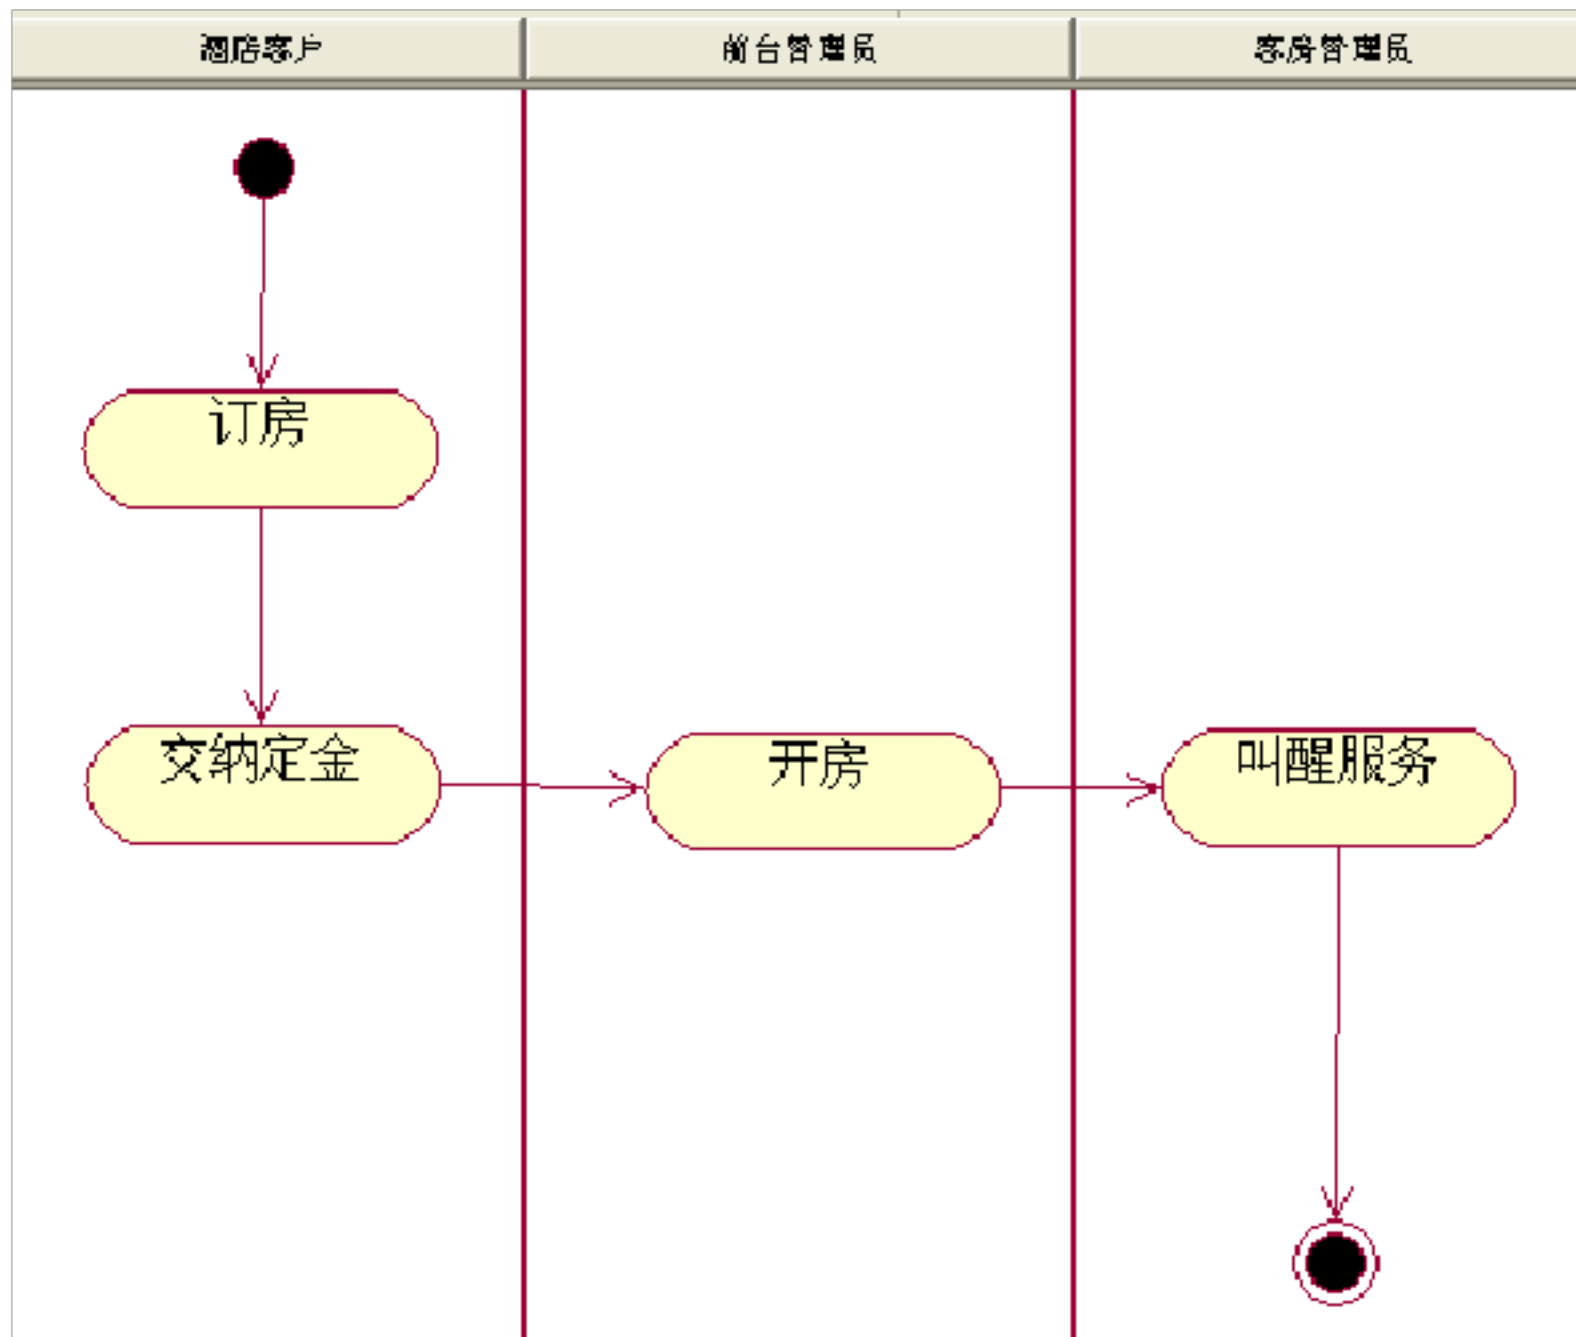 酒店客户
前台管理员
客房管理员
订房
交纳定金
开房
叫醒服务